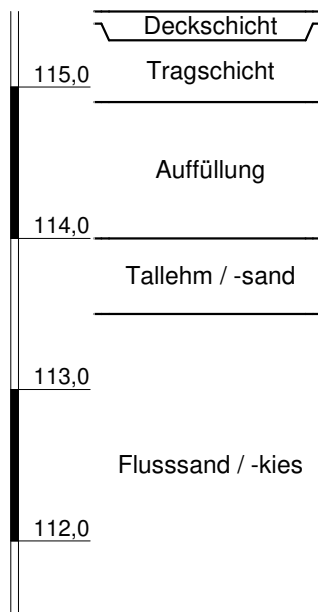 Deckschicht
Tragschicht
115,0
Auffüllung
114,0
Tallehm / -sand
113,0
Flusssand / -kies
112,0